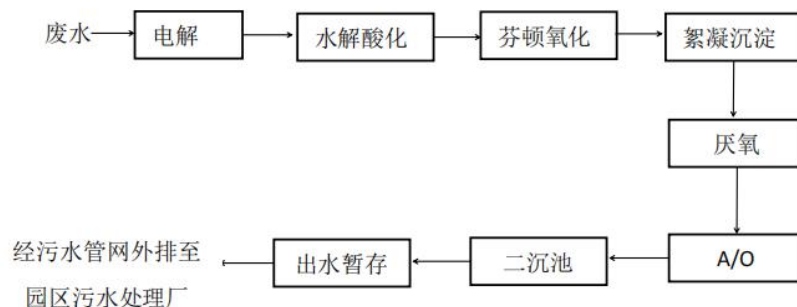 废水
电解
水解酸化
芬顿氧化
絮凝沉淀
厌氧
A/O
二沉池
出水暂存
经污水管网外排至
园区污水处理厂